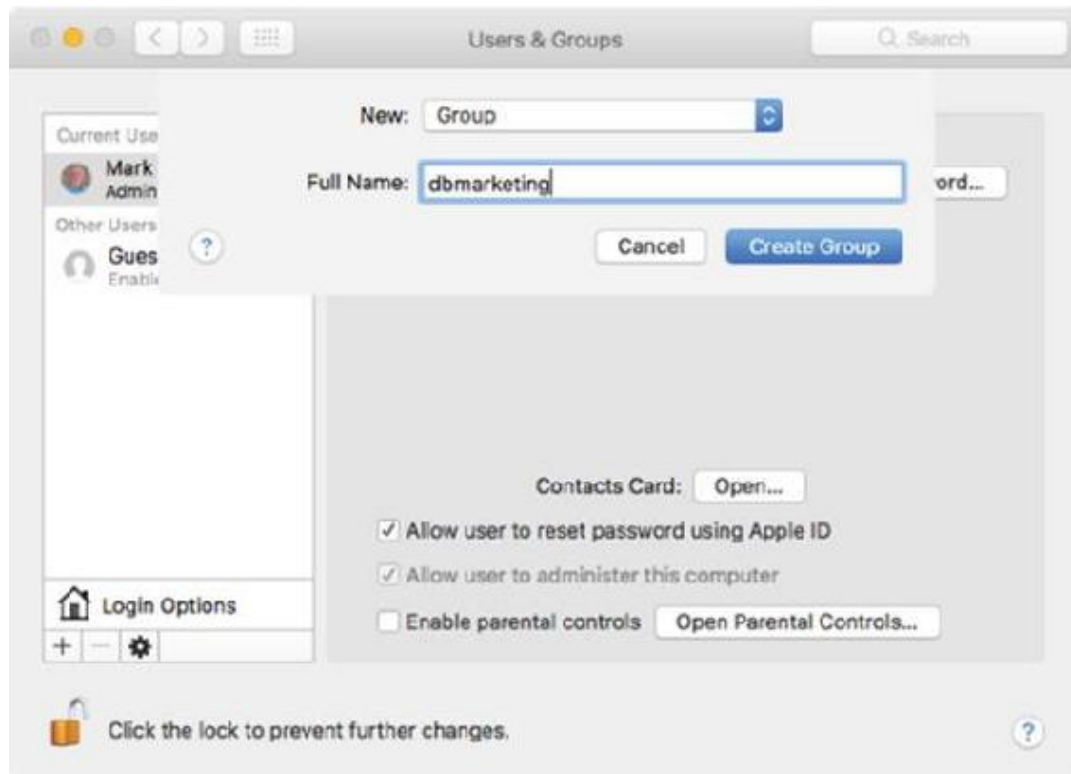 Users & Groups
Search
New: Group
Current Use
Mark
Admin
Full Name: dbmarketing
ord...
Other Users
Gues
Enable
?
Cancel
Create Group
Contacts Card: Open...
Allow user to reset password using Apple ID
Allow user to administer this computer
Enable parental controls
Open Parental Controls...
Login Options
+ −
Click the lock to prevent further changes.
?